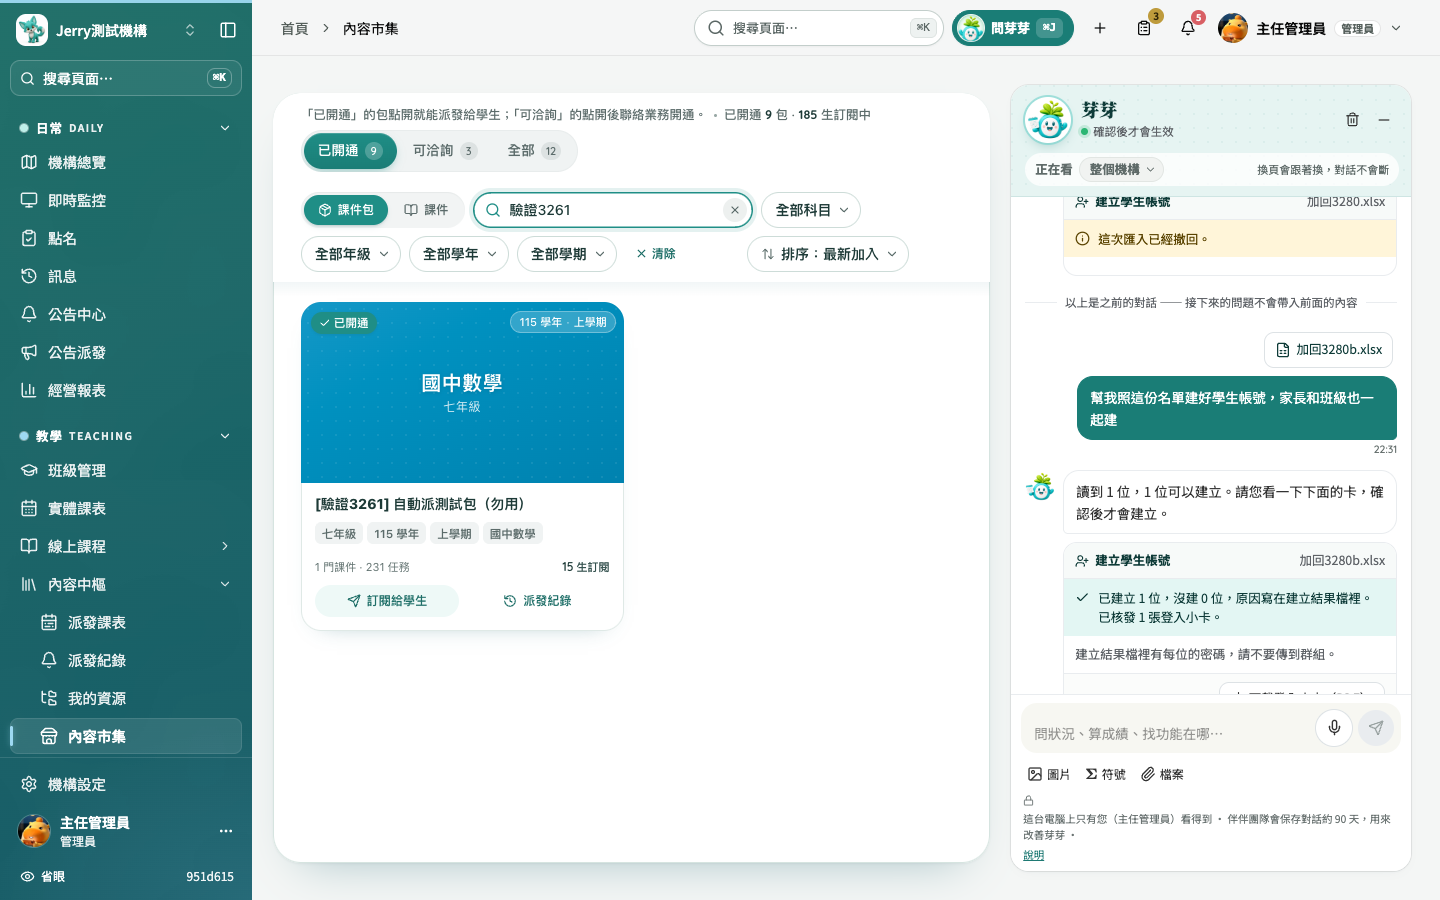 Jerry測試機構
搜尋頁面… ⌘K
日常 DAILY
機構總覽
即時監控
點名
訊息
公告中心
公告派發
經營報表
教學 TEACHING
班級管理
實體課表
線上課程
內容中樞
派發課表
派發紀錄
我的資源
內容市集
機構設定
主任管理員
管理員
省眼 951d615
首頁 內容市集
搜尋頁面… ⌘K
問芽芽 ⌘J
3
5
主任管理員 管理員
「已開通」的包點開就能派發給學生；「可洽詢」的點開後聯絡業務開通。 · 已開通 9 包 · 185 生訂閱中
已開通 9 可洽詢 3 全部 12
課件包 課件 驗證3261 全部科目
全部年級 全部學年 全部學期 清除 排序：最新加入
已開通 115 學年 · 上學期
國中數學
七年級
[驗證3261] 自動派測試包（勿用）
七年級 115 學年 上學期 國中數學
1 門課件 · 231 任務 15 生訂閱
訂閱給學生 派發紀錄
芽芽
確認後才會生效
正在看 整個機構 換頁會跟著換，對話不會斷
建立學生帳號 加回3280.xlsx
這次匯入已經撤回。
以上是之前的對話 —— 接下來的問題不會帶入前面的內容
加回3280b.xlsx
幫我照這份名單建好學生帳號，家長和班級也一
起建
22:31
讀到 1 位，1 位可以建立。請您看一下下面的卡，確
認後才會建立。
建立學生帳號 加回3280b.xlsx
已建立 1 位，沒建 0 位，原因寫在建立結果檔裡。
已核發 1 張登入小卡。
建立結果檔裡有每位的密碼，請不要傳到群組。
問狀況、算成績、找功能在哪…
圖片 符號 檔案
這台電腦上只有您（主任管理員）看得到 · 伴伴團隊會保存對話約 90 天，用來
改善芽芽 ·
說明